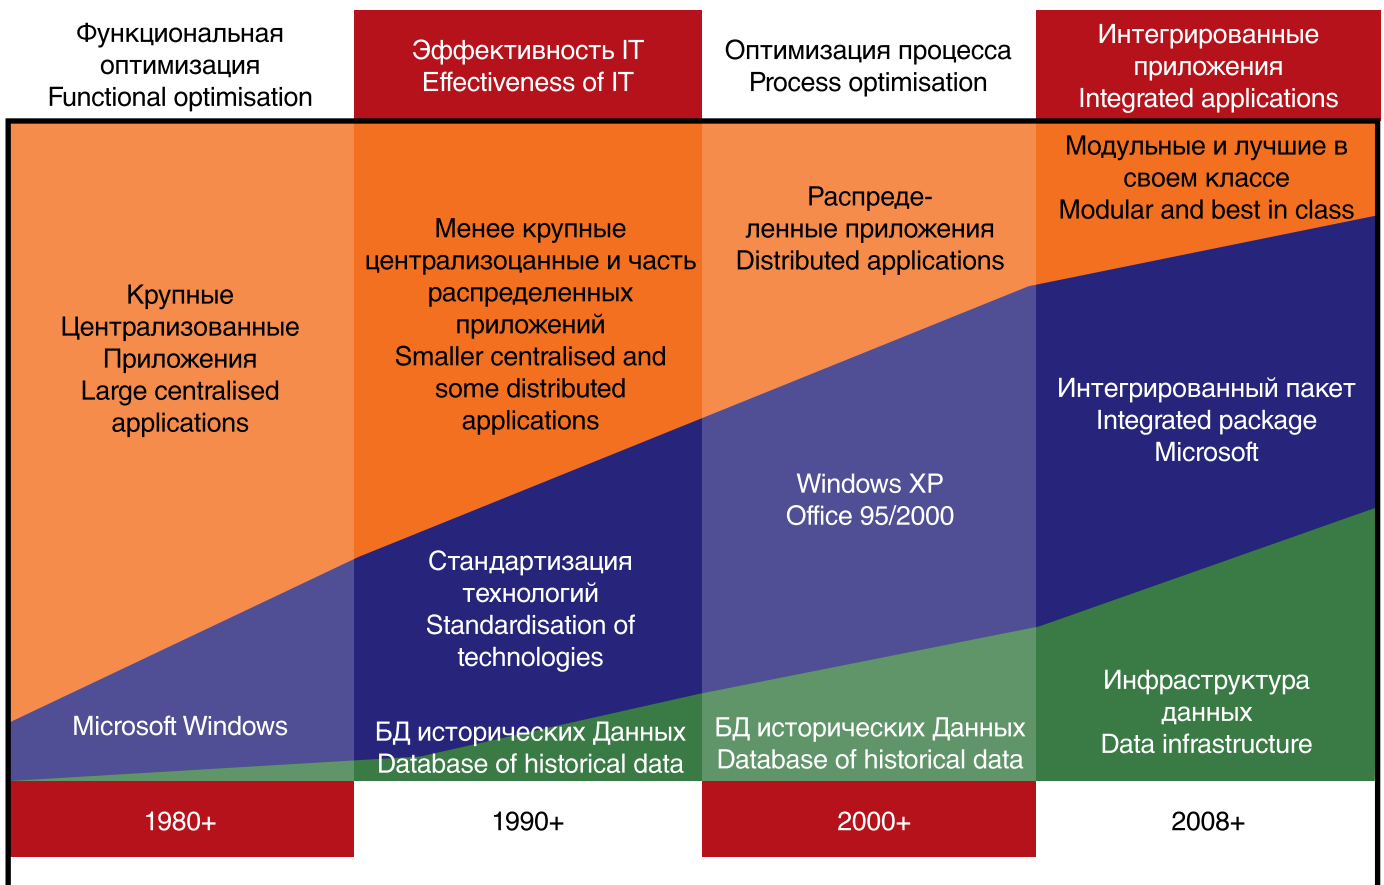 Функциональная
оптимизация
Functional optimisation
Эффективность IT
Effectiveness of IT
Оптимизация процесса
Process optimisation
Интегрированные
приложения
Integrated applications
Крупные
Централизованные
Приложения
Large centralised
applications
Менее крупные
централизоцанные и часть
распределенных
приложений
Smaller centralised and
some distributed
applications
Распреде-
ленные приложения
Distributed applications
Модульные и лучшие в
своем классе
Modular and best in class
Microsoft Windows
Стандартизация
технологий
Standardisation of
technologies
Windows XP
Office 95/2000
Интегрированный пакет
Integrated package
Microsoft
БД исторических Данных
Database of historical data
БД исторических Данных
Database of historical data
Инфраструктура
данных
Data infrastructure
1980+
1990+
2000+
2008+